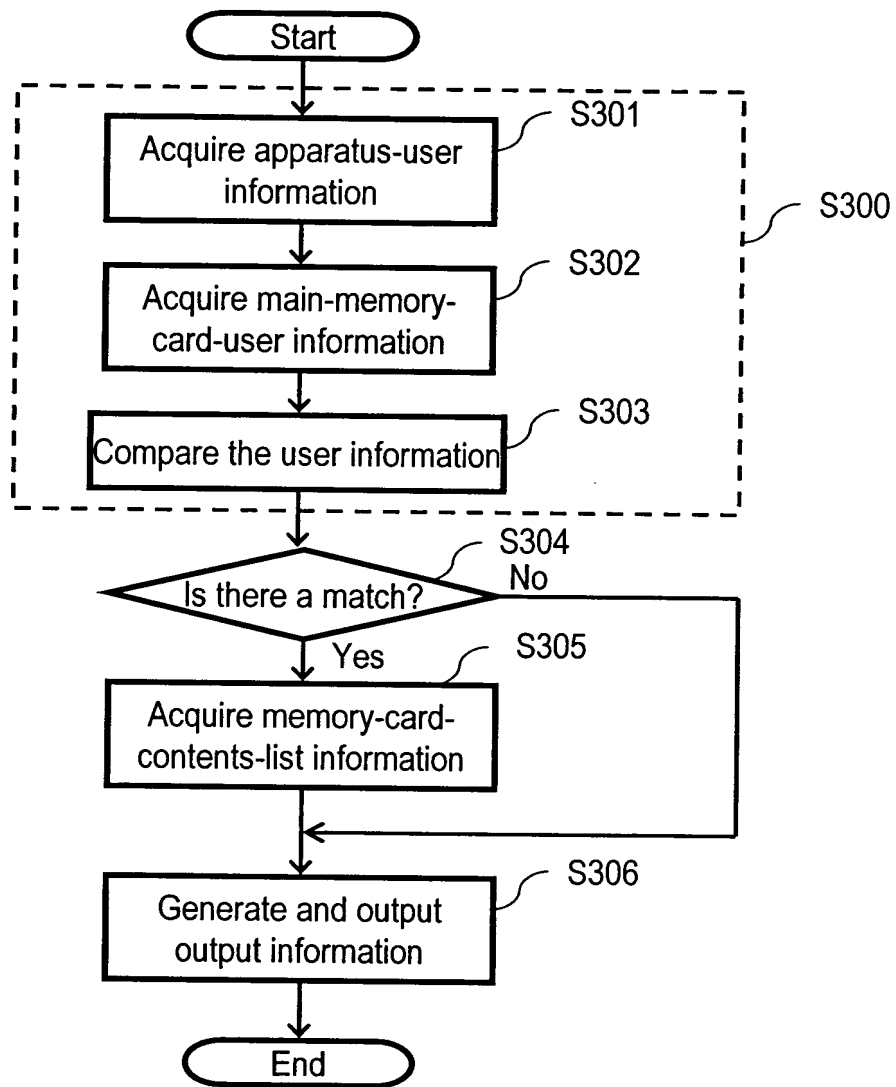 Start
S301
Acquire apparatus-user
information
S300
S302
Acquire main-memory-
card-user information
S303
Compare the user information
S304
Is there a match?
No
Yes
S305
Acquire memory-card-
contents-list information
S306
Generate and output
output information
End